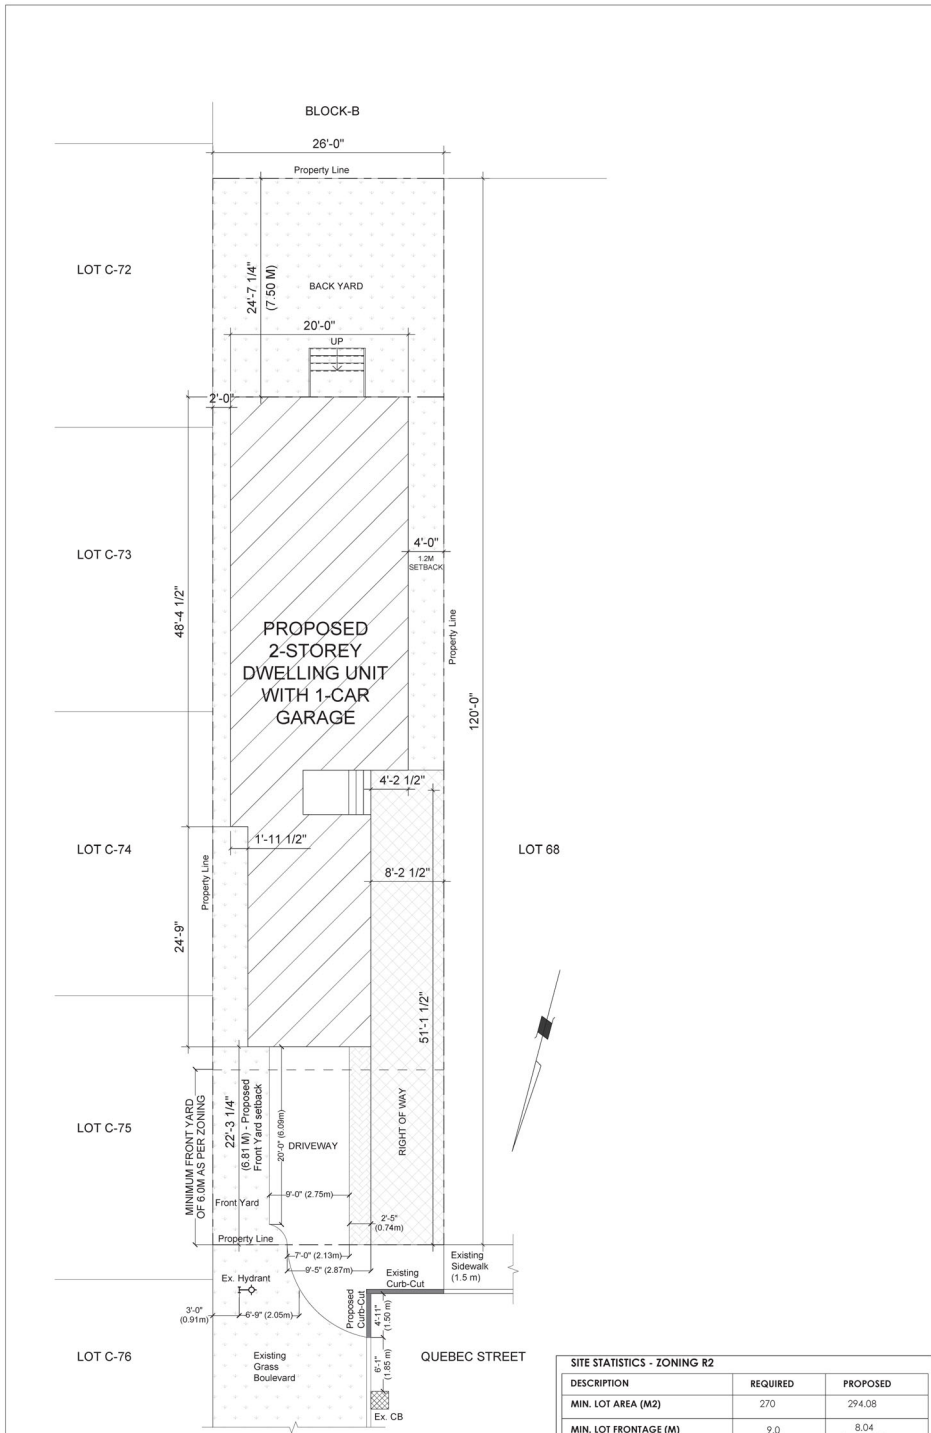 BLOCK-B
26'-0"
Property Line
LOT C-72
24'-7 1/4"
(7.50 M)
BACK YARD
20'-0"
UP
2'-0"
LOT C-73
4'-0"
1.2M
SETBACK
48'-4 1/2"
PROPOSED
2-STOREY
DWELLING UNIT
WITH 1-CAR
GARAGE
Property Line
120'-0"
4'-2 1/2"
LOT C-74
1'-11 1/2"
LOT 68
8'-2 1/2"
Property Line
24'-9"
51'-1 1/2"
LOT C-75
MINIMUM FRONT YARD
OF 6.0M AS PER ZONING
22'-3 1/4"
(6.81 M) - Proposed
Front Yard setback
20'-0" (6.09m)
DRIVEWAY
RIGHT OF WAY
9'-0" (2.75m)
Front Yard
2'-5"
(0.74m)
Property Line
7'-0" (2.13m)
9'-5" (2.87m)
Existing
Sidewalk
(1.5 m)
Existing
Curb-Cut
Ex. Hydrant
3'-0"
(0.91m)
6'-9" (2.05m)
Proposed
Curb-Cut
4'-11"
(1.50 m)
LOT C-76
Existing
Grass
Boulevard
6'-1"
(1.85 m)
QUEBEC STREET
Ex. CB
SITE STATISTICS - ZONING R2
DESCRIPTION REQUIRED PROPOSED
MIN. LOT AREA (M2) 270 294.08
MIN. LOT FRONTAGE (M) 9.0 8.04